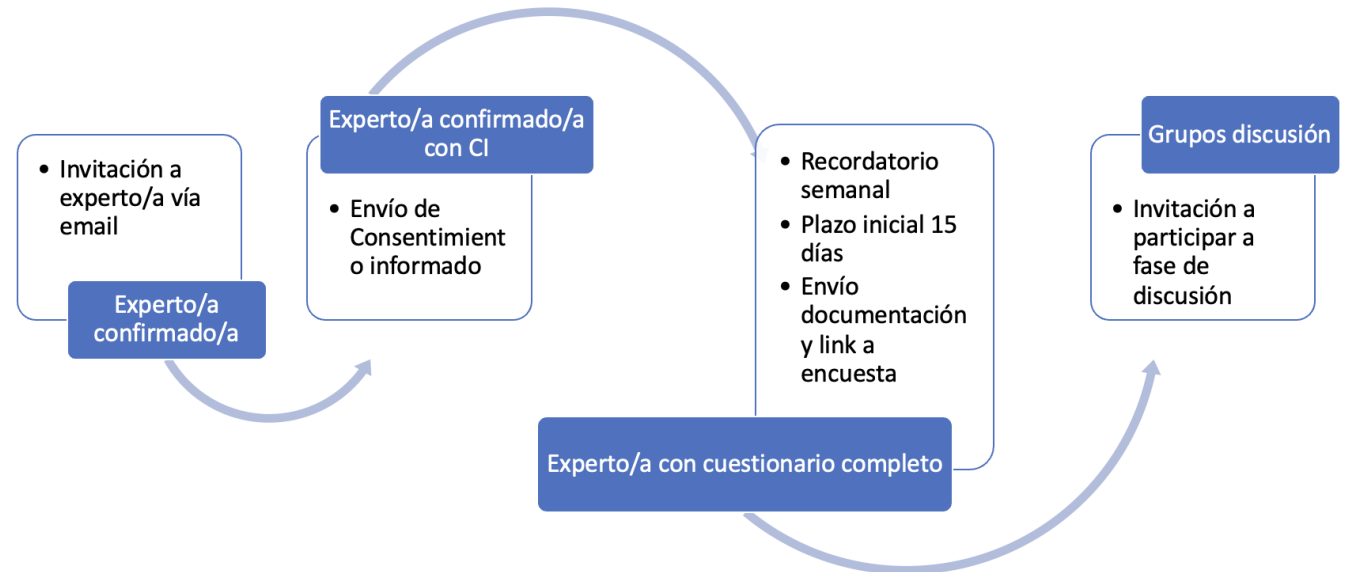 • Invitación a
experto/a vía
email
Experto/a
confirmado/a
Experto/a confirmado/a
con CI
• Envío de
Consentimient
o informado
• Recordatorio
semanal
• Plazo inicial 15
días
• Envío
documentación
y link a
encuesta
Experto/a con cuestionario completo
Grupos discusión
• Invitación a
participar a
fase de
discusión